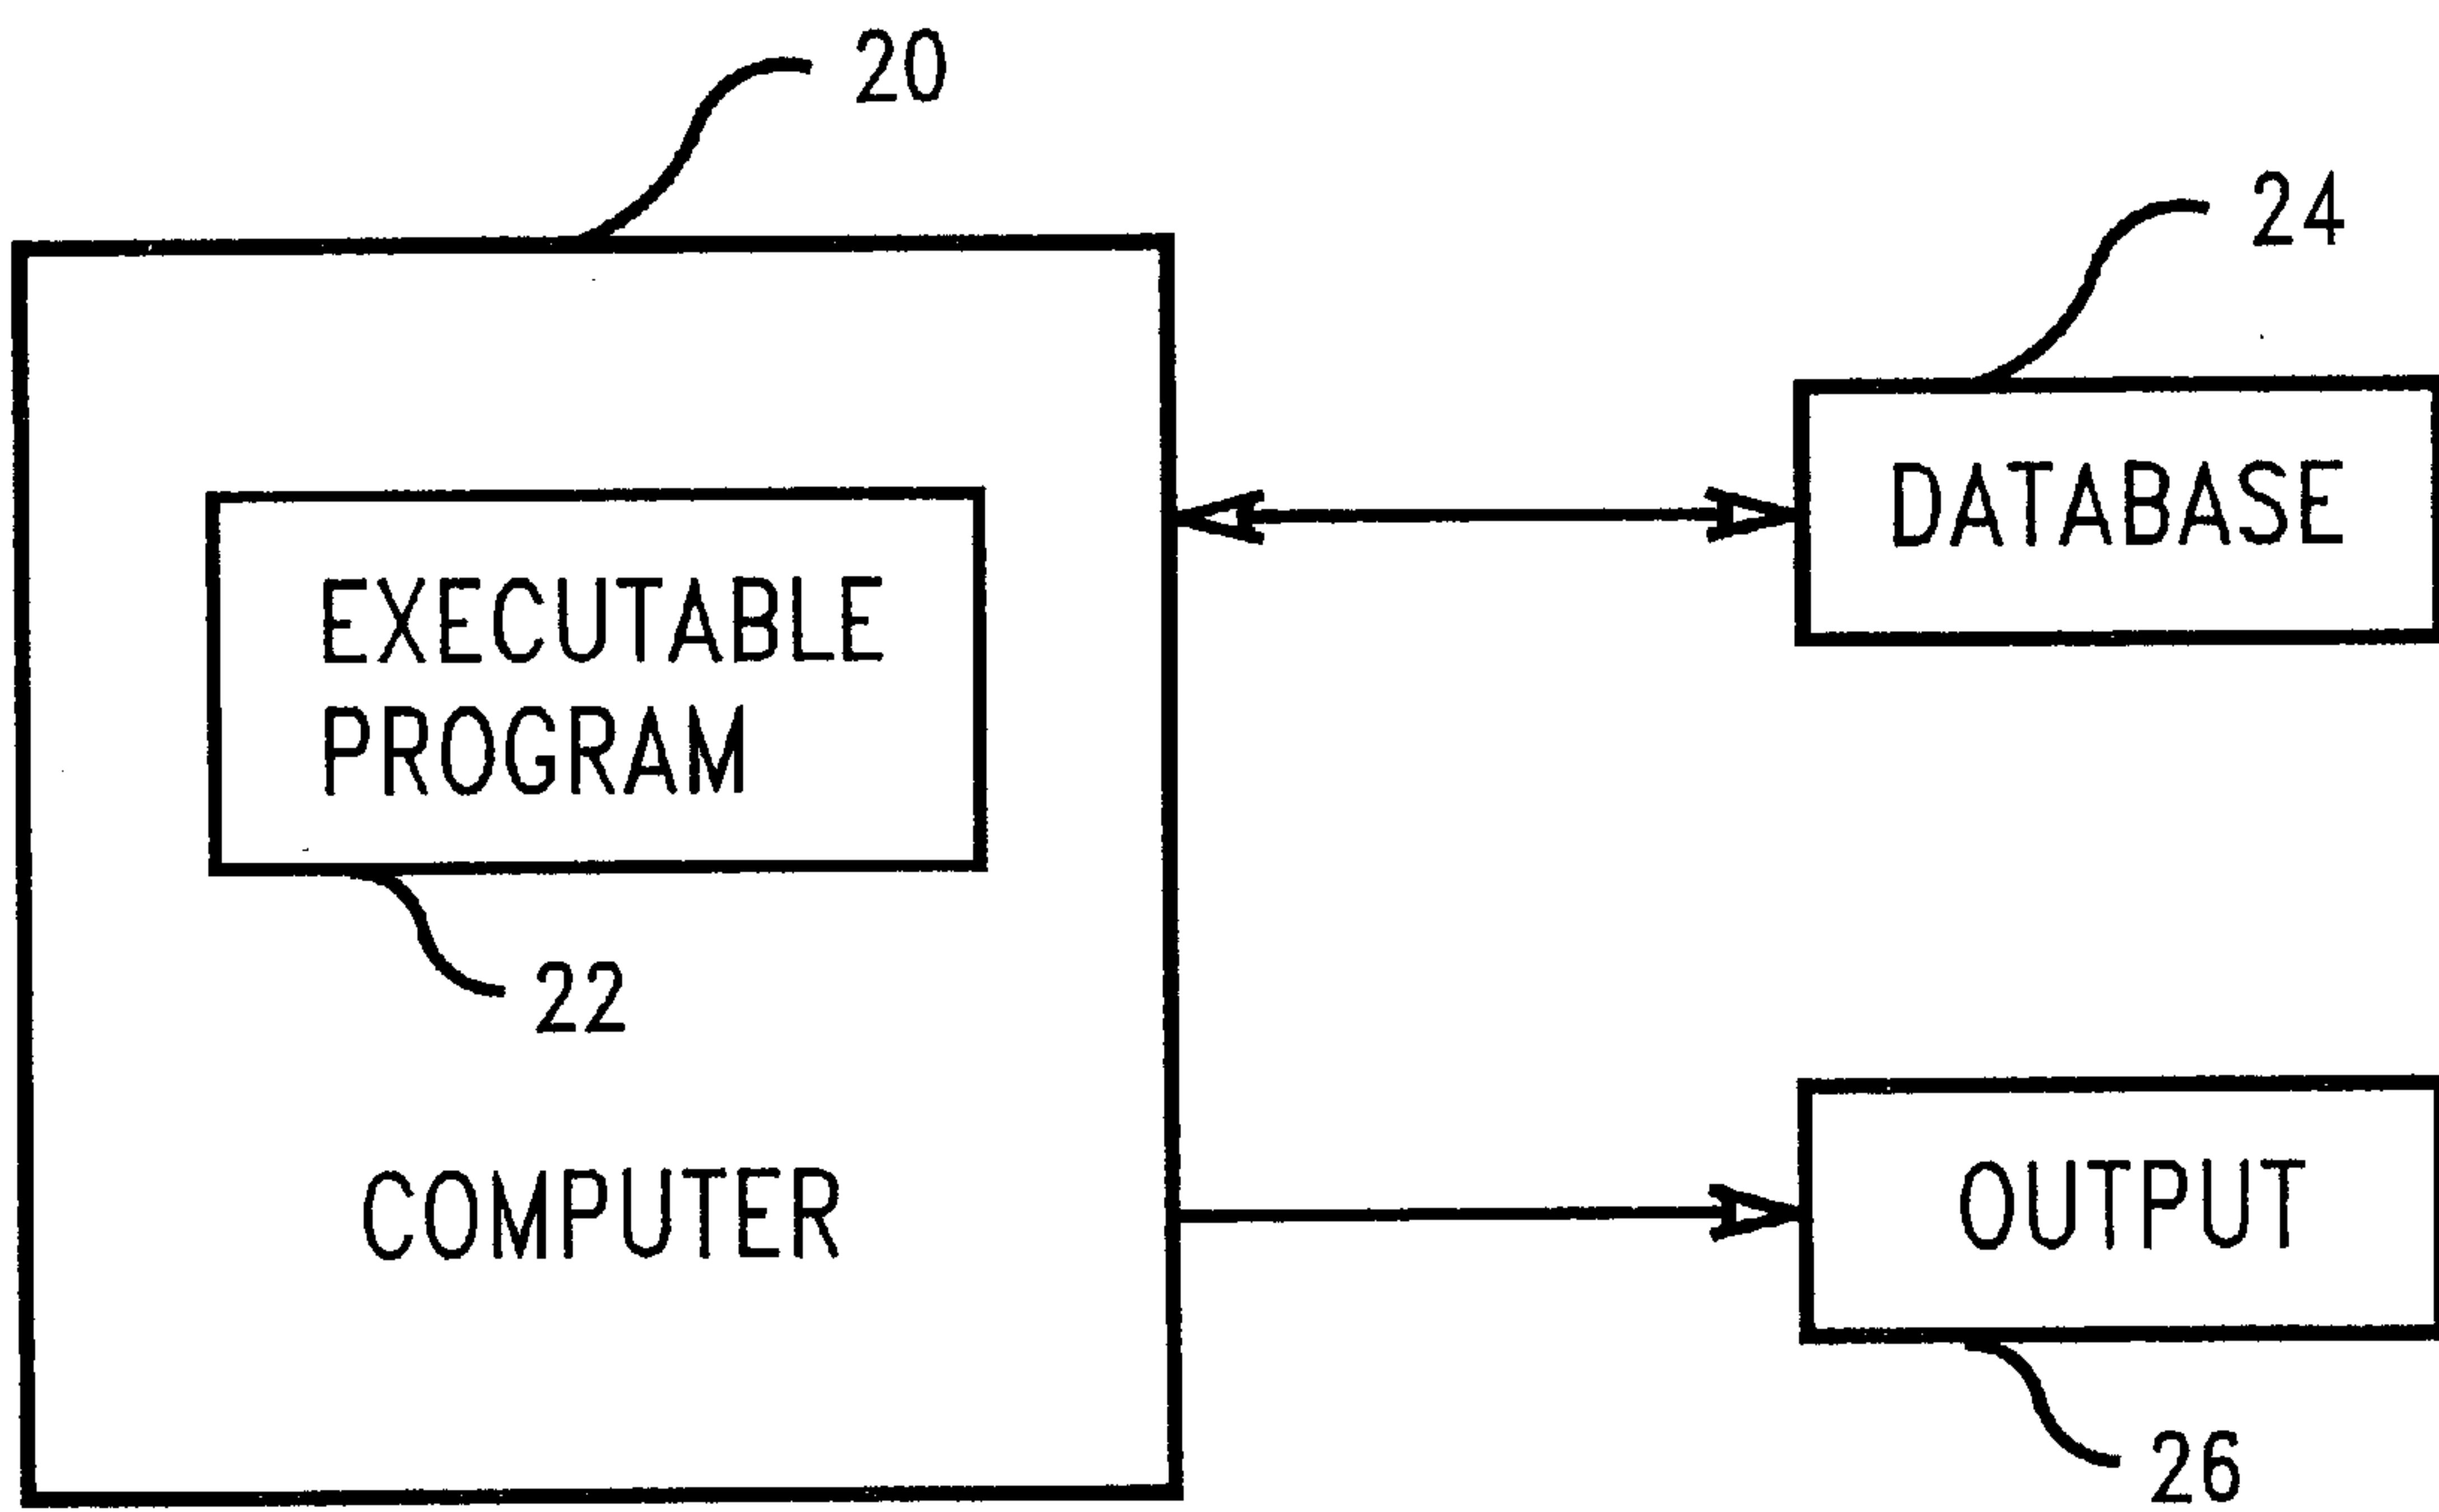 20
24
DATABASE
EXECUTABLE
PROGRAM
22
COMPUTER
OUTPUT
26